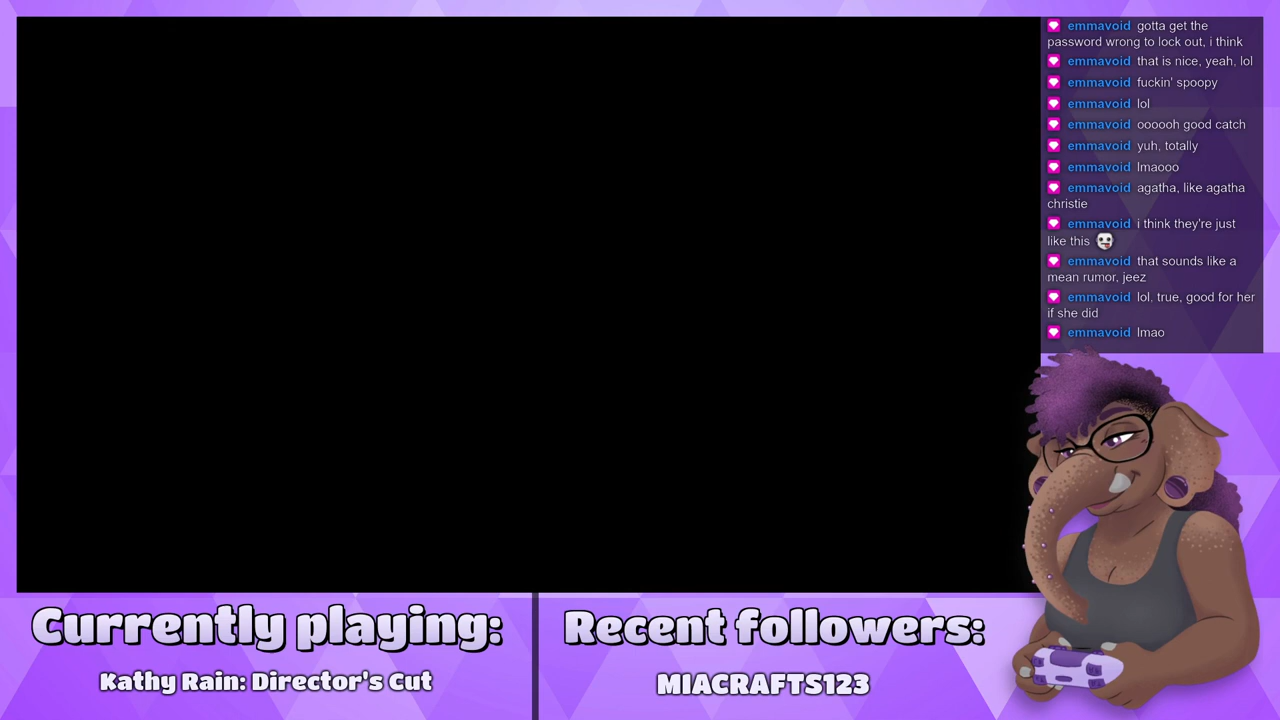 emmavoid gotta get the
password wrong to lock out, i think
emmavoid that is nice, yeah, lol
emmavoid fuckin' spoopy
emmavoid lol
emmavoid oooooh good catch
emmavoid yuh, totally
emmavoid lmaooo
emmavoid agatha, like agatha
christie
emmavoid i think they're just
like this
emmavoid that sounds like a
mean rumor, jeez
emmavoid lol, true, good for her
if she did
emmavoid lmao
Currently playing:
Kathy Rain: Director's Cut
Recent followers:
MIACRAFTS123